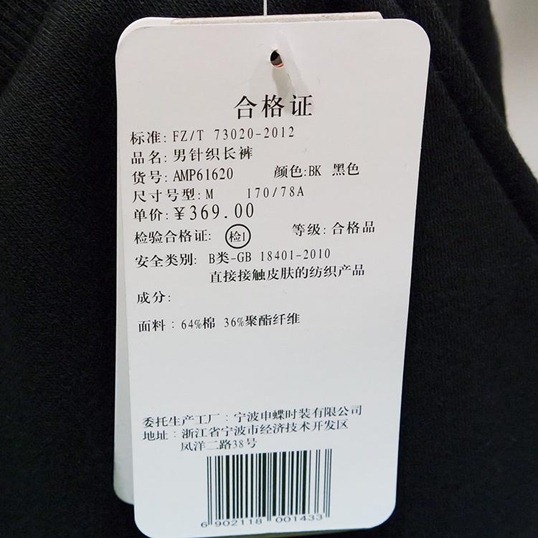 合格证
标准: FZ/T 73020-2012
品名: 男针织长裤
货号: AMP61620 颜色:BK 黑色
尺寸号型: M 170/78A
单价: ¥369.00
检验合格证: 检1 等级: 合格品
安全类别: B类-GB 18401-2010
直接接触皮肤的纺织产品
成分:
面料: 64%棉 36%聚酯纤维
委托生产工厂: 宁波申蝶时装有限公司
地址: 浙江省宁波市经济技术开发区
凤洋二路38号
6 902118 001433